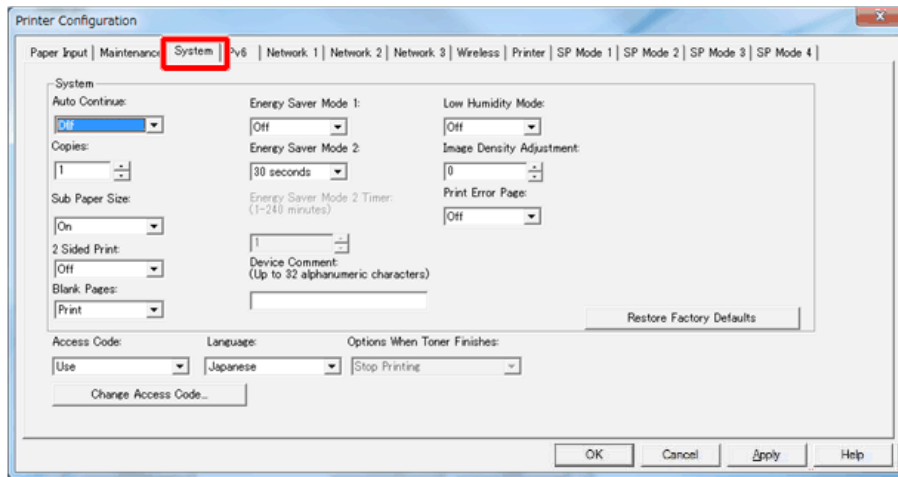 Printer Configuration
Paper Input | Maintenance | System | Pv6 | Network 1 | Network 2 | Network 3 | Wireless | Printer | SP Mode 1 | SP Mode 2 | SP Mode 3 | SP Mode 4
System
Auto Continue: Energy Saver Mode 1: Low Humidity Mode:
Off Off Off
Copies: Energy Saver Mode 2: Image Density Adjustment:
1 30 seconds 0
Sub Paper Size: Energy Saver Mode 2 Timer: Print Error Page:
(1-240 minutes)
On Off
2 Sided Print: 1
Off Device Comment:
(Up to 32 alphanumeric characters)
Blank Pages:
Print
Restore Factory Defaults
Access Code: Language: Options When Toner Finishes:
Use Japanese Stop Printing
Change Access Code...
OK Cancel Apply Help